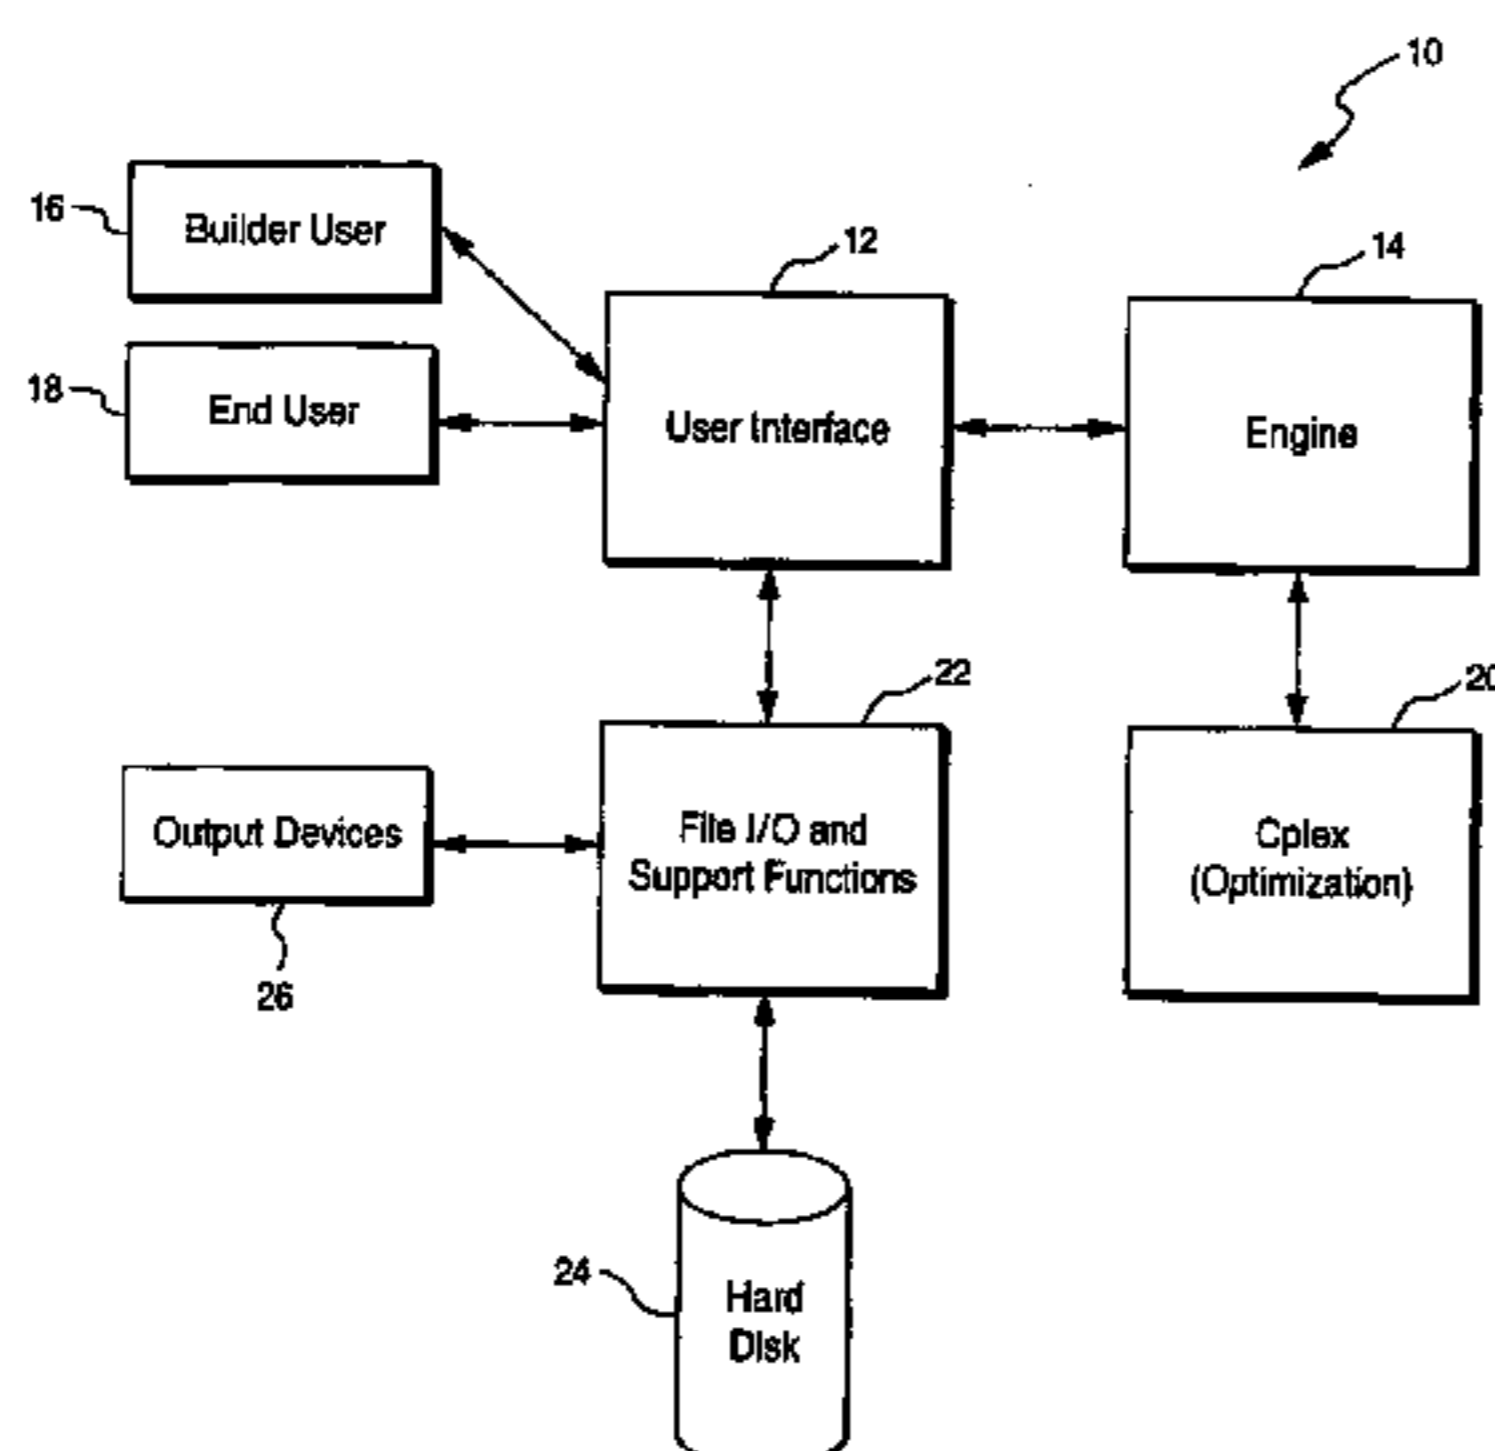 10
16
Builder User
12
14
18
End User
User Interface
Engine
22
20
Output Devices
File I/O and
Support Functions
Cplex
(Optimization)
26
24
Hard
Disk